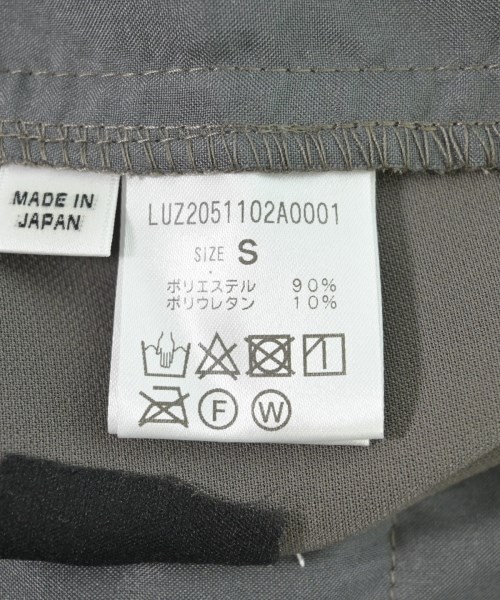 MADE IN
JAPAN
LUZ2051102A0001
SIZE S
ポリエステル 90%
ポリウレタン 10%
F W